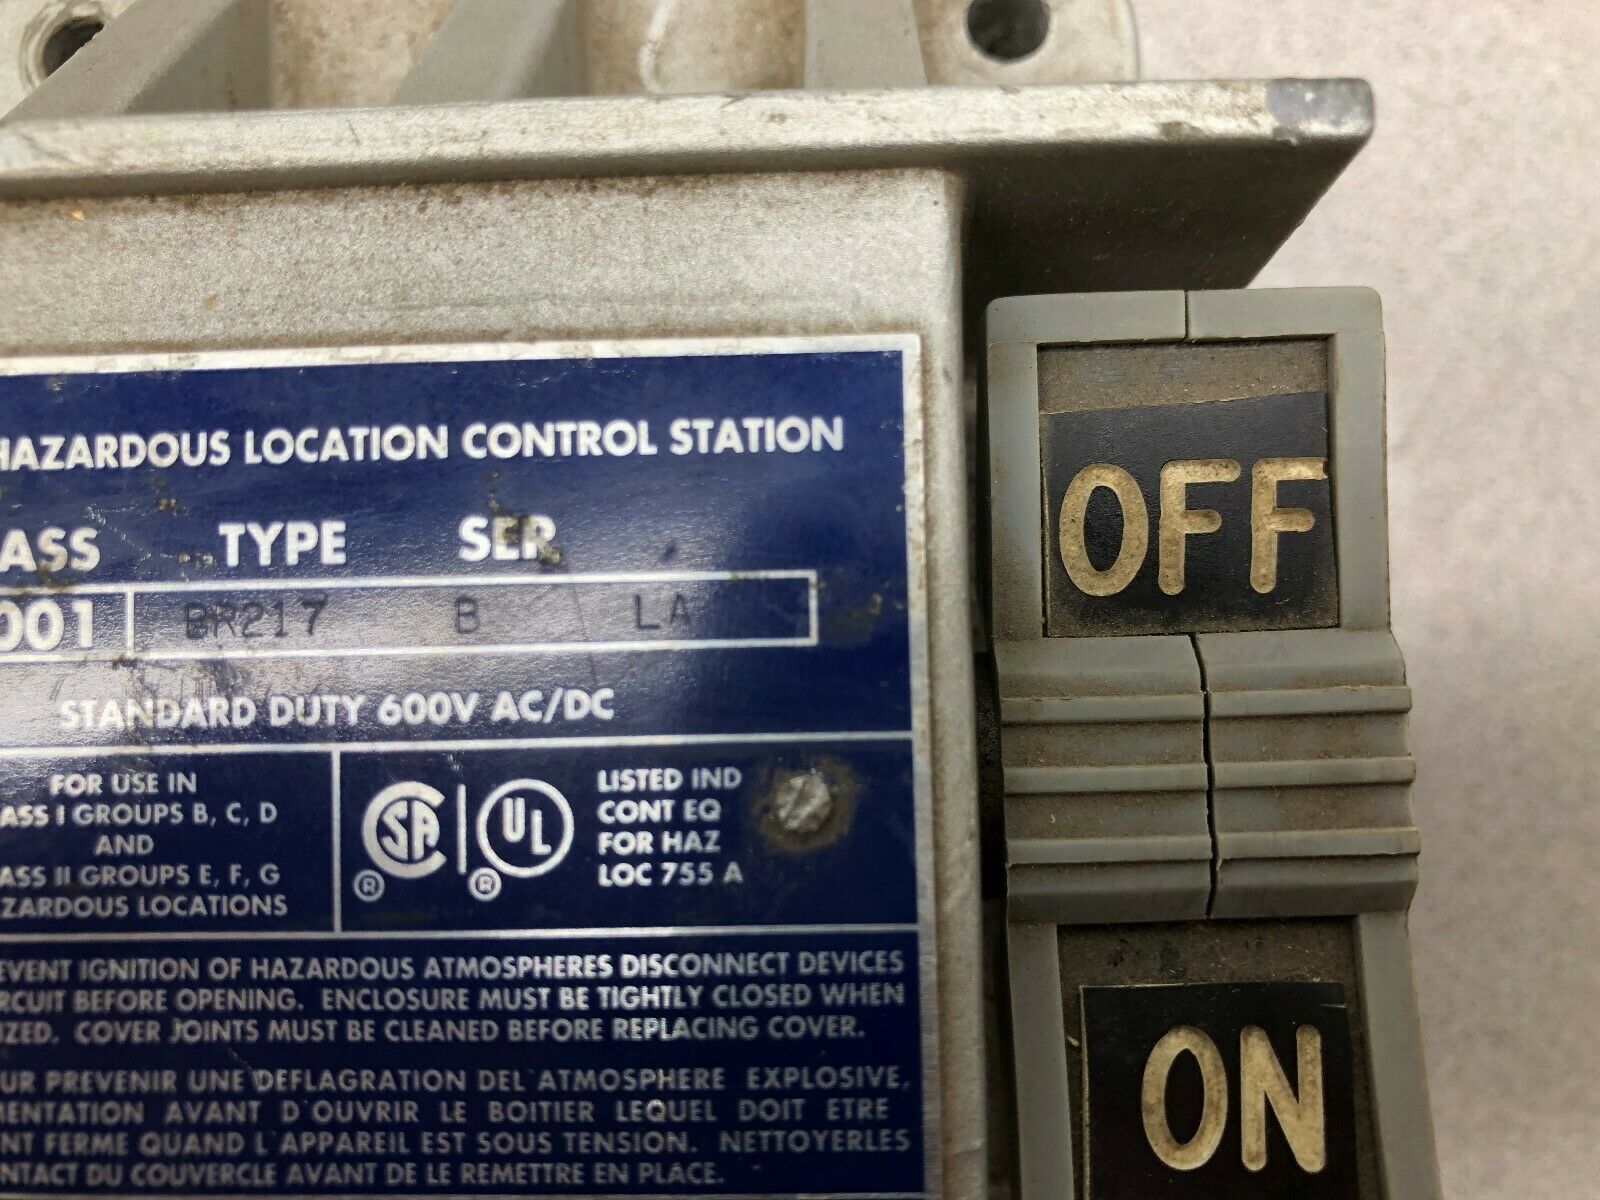 HAZARDOUS LOCATION CONTROL STATION
ASS TYPE SER
001 BR217 B LA
STANDARD DUTY 600V AC/DC
FOR USE IN
ASS I GROUPS B, C, D
AND
ASS II GROUPS E, F, G
ZARDOUS LOCATIONS
SA ® UL ®
LISTED IND
CONT EQ
FOR HAZ
LOC 755 A
EVENT IGNITION OF HAZARDOUS ATMOSPHERES DISCONNECT DEVICES
RCUIT BEFORE OPENING. ENCLOSURE MUST BE TIGHTLY CLOSED WHEN
IZED. COVER JOINTS MUST BE CLEANED BEFORE REPLACING COVER.
UR PREVENIR UNE DEFLAGRATION DEL'ATMOSPHERE EXPLOSIVE,
MENTATION AVANT D'OUVRIR LE BOITIER LEQUEL DOIT ETRE
NT FERME QUAND L'APPAREIL EST SOUS TENSION. NETTOYERLES
ONTACT DU COUVERCLE AVANT DE LE REMETTRE EN PLACE.
OFF
ON